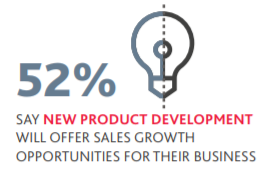 52%
SAY NEW PRODUCT DEVELOPMENT
WILL OFFER SALES GROWTH
OPPORTUNITIES FOR THEIR BUSINESS